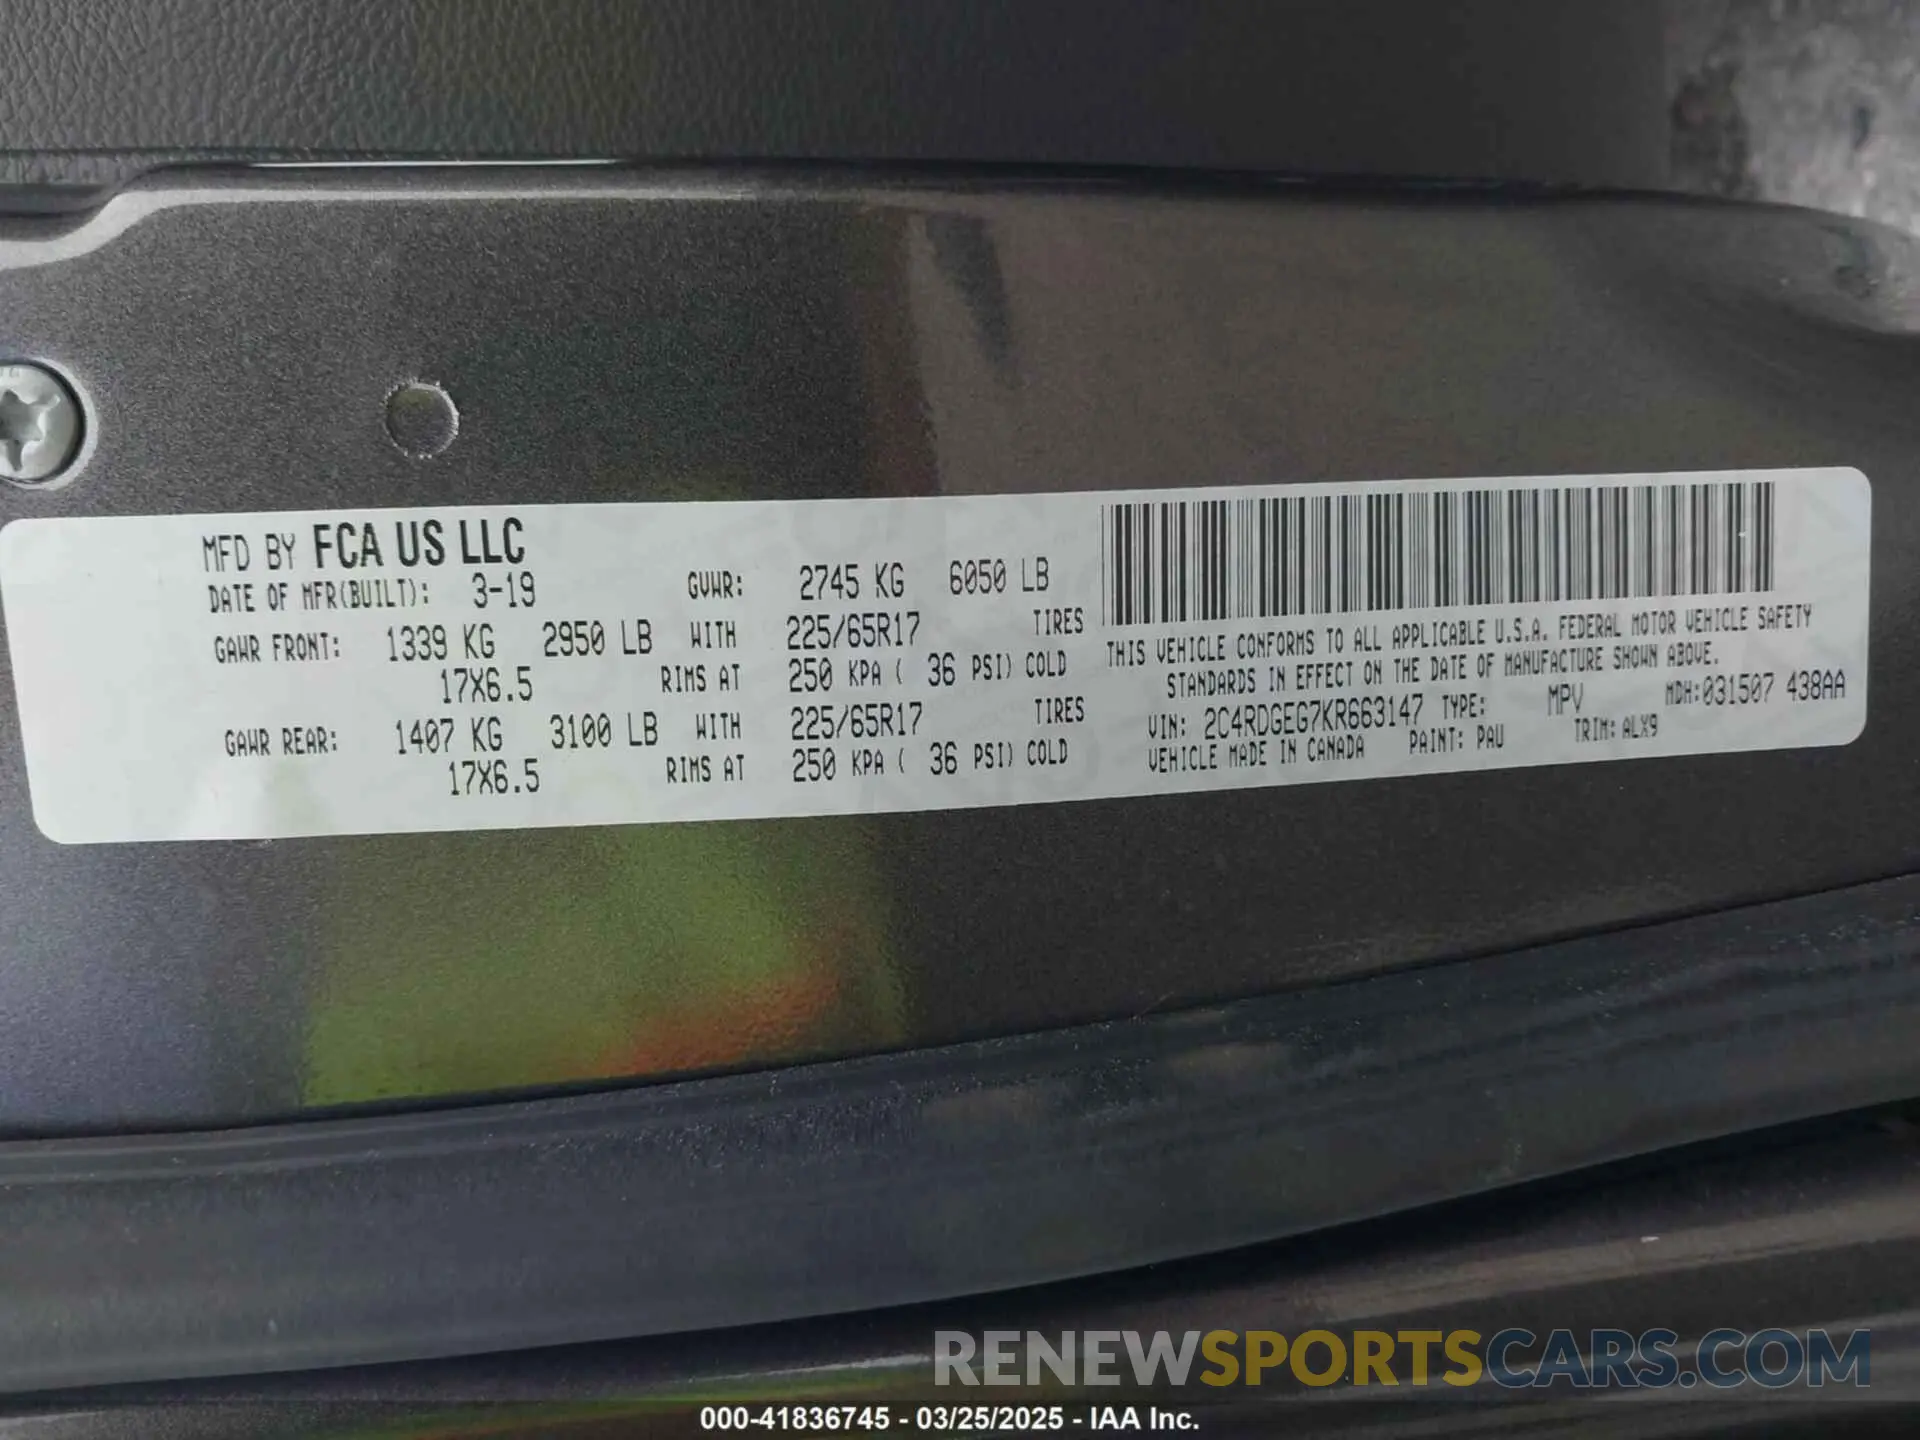 MFD BY FCA US LLC
DATE OF MFR(BUILT): 3-19 GVWR: 2745 KG 6050 LB
GAWR FRONT: 1339 KG 2950 LB WITH 225/65R17 TIRES
17X6.5 RIMS AT 250 KPA ( 36 PSI) COLD
GAWR REAR: 1407 KG 3100 LB WITH 225/65R17 TIRES
17X6.5 RIMS AT 250 KPA ( 36 PSI) COLD
THIS VEHICLE CONFORMS TO ALL APPLICABLE U.S.A. FEDERAL MOTOR VEHICLE SAFETY
STANDARDS IN EFFECT ON THE DATE OF MANUFACTURE SHOWN ABOVE.
VIN: 2C4RDGEG7KR663147 TYPE: MPV MDH:031507 438AA
VEHICLE MADE IN CANADA PAINT: PAU TRIM: ALX9
RENEWSPORTSCARS.COM
000-41836745 - 03/25/2025 - IAA Inc.